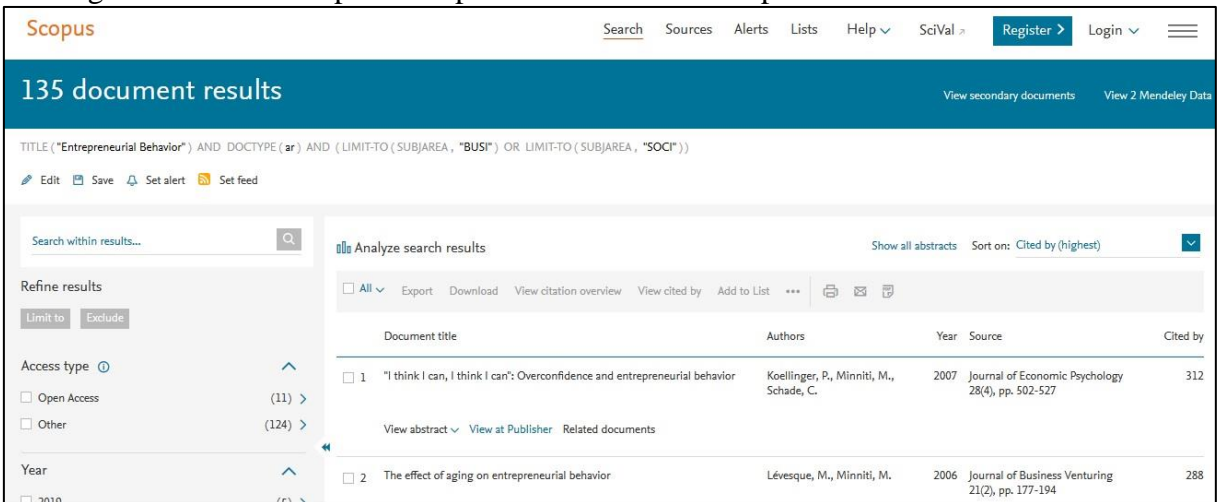 Scopus
Search Sources Alerts Lists Help SciVal Register Login
135 document results
View secondary documents View 2 Mendeley Data
TITLE ( "Entrepreneurial Behavior" ) AND DOCTYPE ( ar ) AND ( LIMIT-TO ( SUBJAREA , "BUSI" ) OR LIMIT-TO ( SUBJAREA , "SOCI" ) )
Edit Save Set alert Set feed
Search within results...
Analyze search results Show all abstracts Sort on: Cited by (highest)
Refine results
Limit to Exclude
All Export Download View citation overview View cited by Add to List
Document title Authors Year Source Cited by
Access type
Open Access (11)
Other (124)
Year
1 "I think I can, I think I can": Overconfidence and entrepreneurial behavior Koellinger, P., Minniti, M., 2007 Journal of Economic Psychology 312
Schade, C. 28(4), pp. 502-527
View abstract View at Publisher Related documents
2 The effect of aging on entrepreneurial behavior Lévesque, M., Minniti, M. 2006 Journal of Business Venturing 288
21(2), pp. 177-194